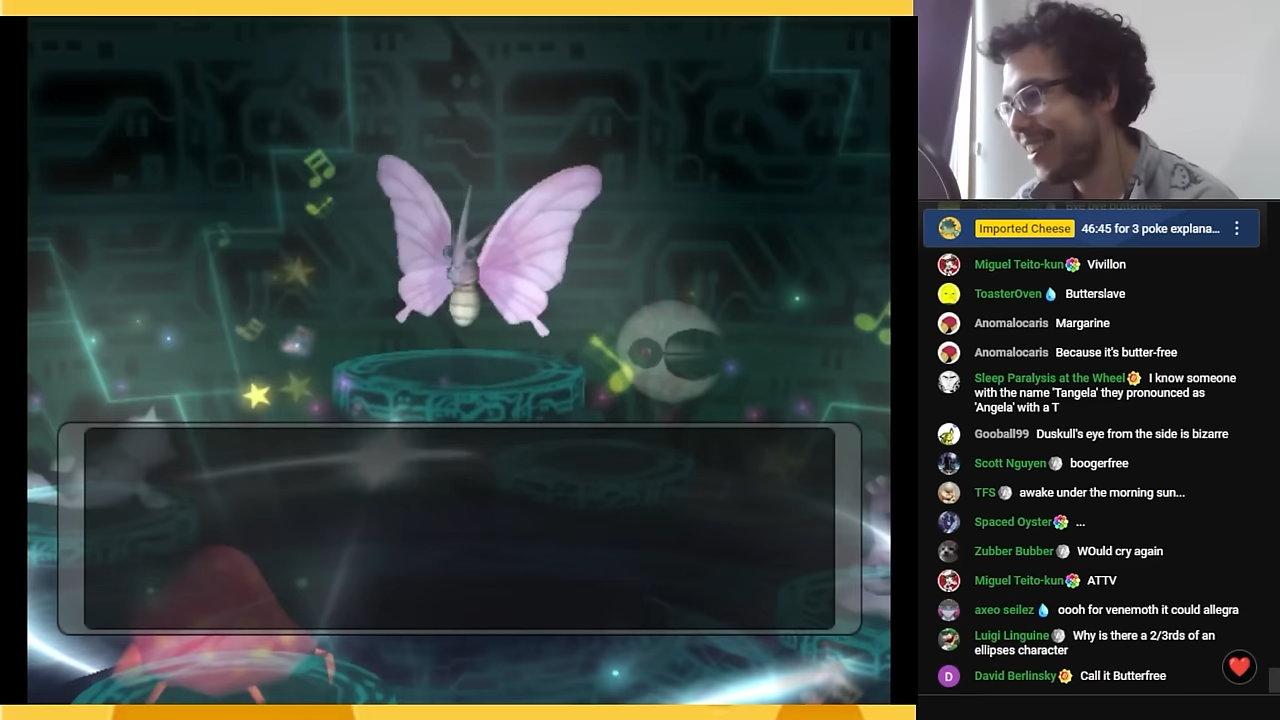 Bye bye butterfree
Imported Cheese 46:45 for 3 poke explana...
Miguel Teito-kun Vivillon
ToasterOven Butterslave
Anomalocaris Margarine
Anomalocaris Because it's butter-free
Sleep Paralysis at the Wheel I know someone
with the name 'Tangela' they pronounced as
'Angela' with a T
Gooball99 Duskull's eye from the side is bizarre
Scott Nguyen boogerfree
TFS awake under the morning sun...
Spaced Oyster ...
Zubber Bubber WOuld cry again
Miguel Teito-kun ATTV
axeo seilez oooh for venemoth it could allegra
Luigi Linguine Why is there a 2/3rds of an
ellipses character
D David Berlinsky Call it Butterfree